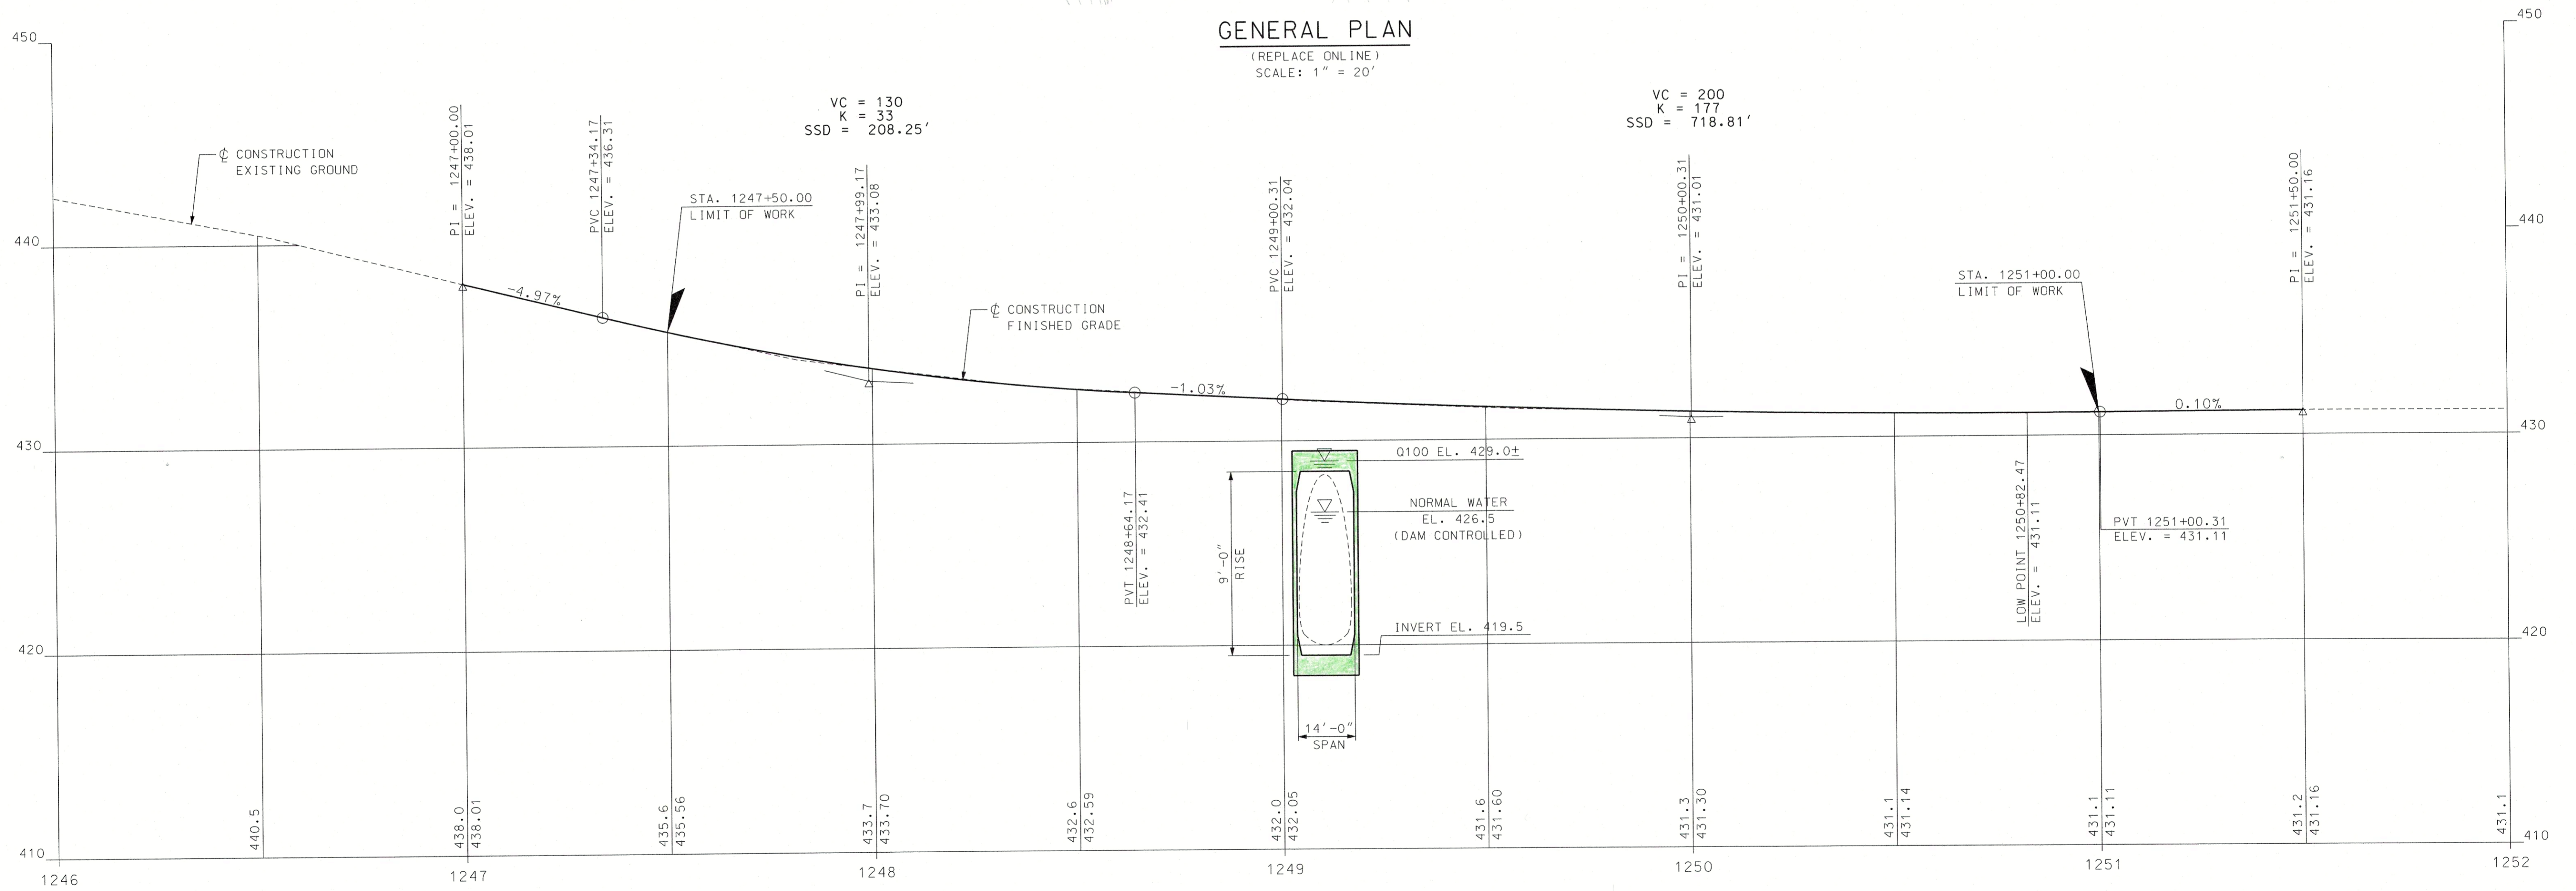 GENERAL PLAN
(REPLACE ONLINE)
SCALE: 1" = 20'
450
450
VC = 130
K = 33
SSD = 208.25'
VC = 200
K = 177
SSD = 718.81'
℄ CONSTRUCTION
EXISTING GROUND
PI = 1247+00.00
ELEV. = 438.01
PVC 1247+34.17
ELEV. = 436.31
STA. 1247+50.00
LIMIT OF WORK
PI = 1247+99.17
ELEV. = 433.08
PVC 1249+00.31
ELEV. = 432.04
PI = 1250+00.31
ELEV. = 431.01
PI = 1251+50.00
ELEV. = 431.16
440
440
STA. 1251+00.00
LIMIT OF WORK
-4.97%
℄ CONSTRUCTION
FINISHED GRADE
-1.03%
0.10%
430
430
Q100 EL. 429.0±
NORMAL WATER
EL. 426.5
(DAM CONTROLLED)
PVT 1248+64.17
ELEV. = 432.41
9'-0"
RISE
LOW POINT 1250+82.47
ELEV. = 431.11
PVT 1251+00.31
ELEV. = 431.11
INVERT EL. 419.5
420
420
14'-0"
SPAN
440.5
438.0
438.01
435.6
435.56
433.7
433.70
432.6
432.59
432.0
432.05
431.6
431.60
431.3
431.30
431.1
431.14
431.1
431.11
431.2
431.16
431.1
410
410
1246
1247
1248
1249
1250
1251
1252